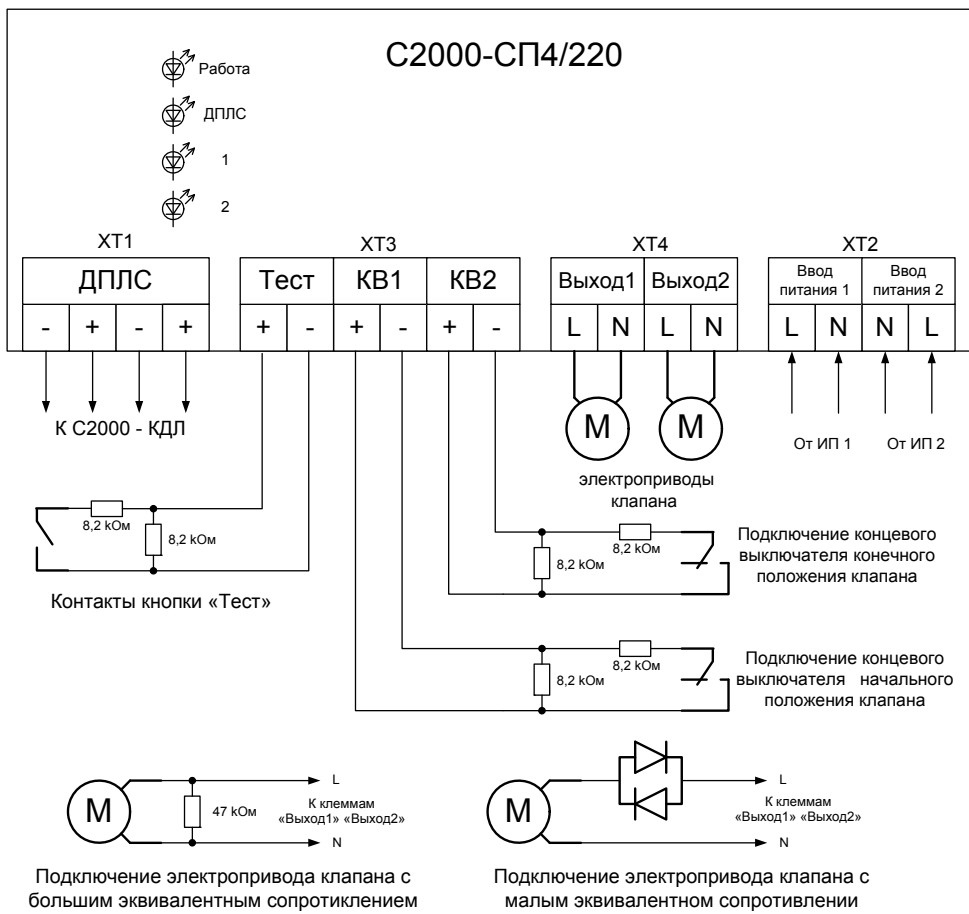 С2000-СП4/220
Работа
ДПЛС
1
2
XT1
XT3
XT4
XT2
ДПЛС
Тест
КВ1
КВ2
Выход1
Выход2
Ввод
питания 1
Ввод
питания 2
- + - +
+ - + - + -
L N L N
L N N L
К С2000 - КДЛ
М
М
От ИП 1
От ИП 2
электроприводы
клапана
8,2 kОм
8,2 kОм
Контакты кнопки «Тест»
8,2 kОм
8,2 kОм
Подключение концевого
выключателя конечного
положения клапана
8,2 kОм
8,2 kОм
Подключение концевого
выключателя начального
положения клапана
М
47 kОм
L
К клеммам
«Выход1» «Выход2»
N
Подключение электропривода клапана с
большим эквивалентным сопротиклением
М
L
К клеммам
«Выход1» «Выход2»
N
Подключение электропривода клапана с
малым эквивалентном сопротивлении